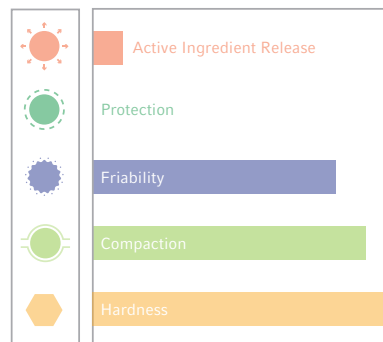 Active Ingredient Release
Protection
Friability
Compaction
Hardness